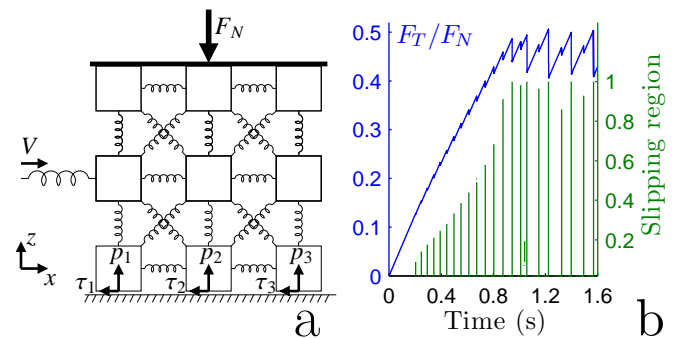 F_N
V
p_1 p_2 p_3
z
τ_1 τ_2 τ_3
x
a
F_T/F_N
0.5
0.4
0.3
0.2
0.1
0
1
0.8
0.6
0.4
0.2
Slipping region
0 0.4 0.8 1.2 1.6
Time (s)
b